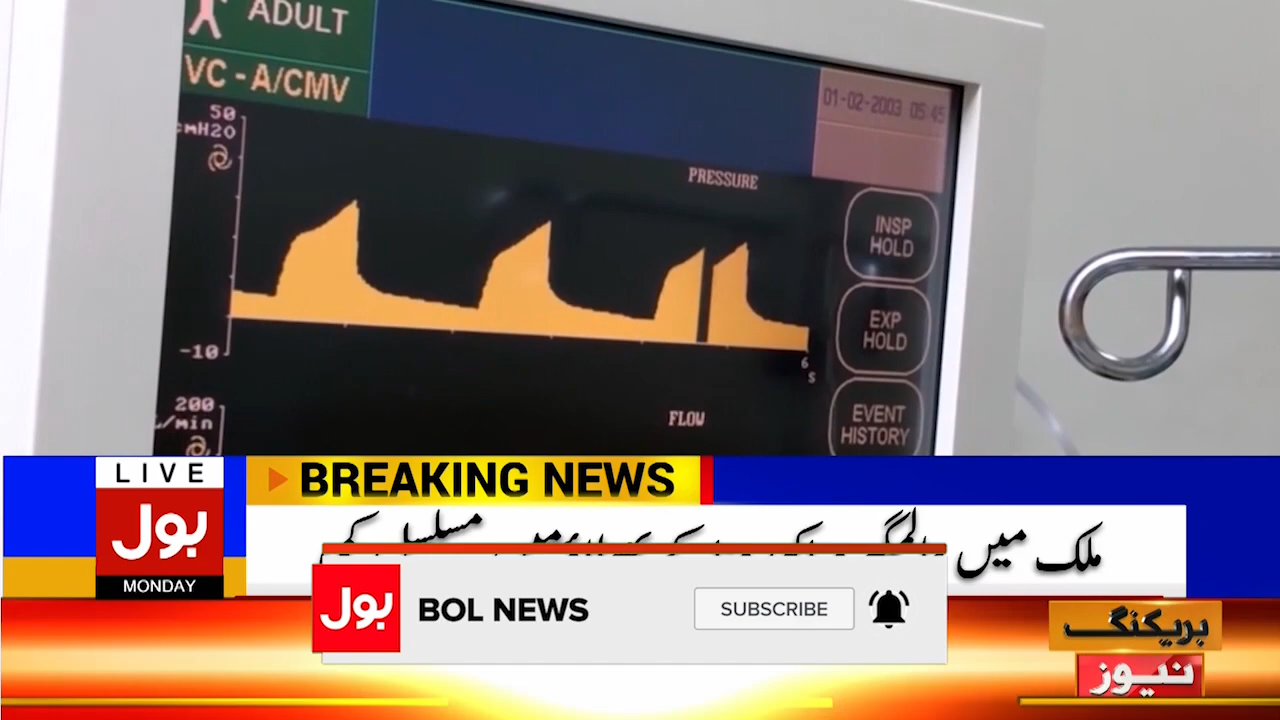 ADULT
VC - A/CMV
01-02-2003 05:45
50
cmH2O
PRESSURE
INSP
HOLD
EXP
HOLD
-10
6
S
200
L/min
FLOW
EVENT
HISTORY
LIVE
بول
MONDAY
BREAKING NEWS
ملک میں
بول
BOL NEWS
SUBSCRIBE
بریکنگ
نیوز